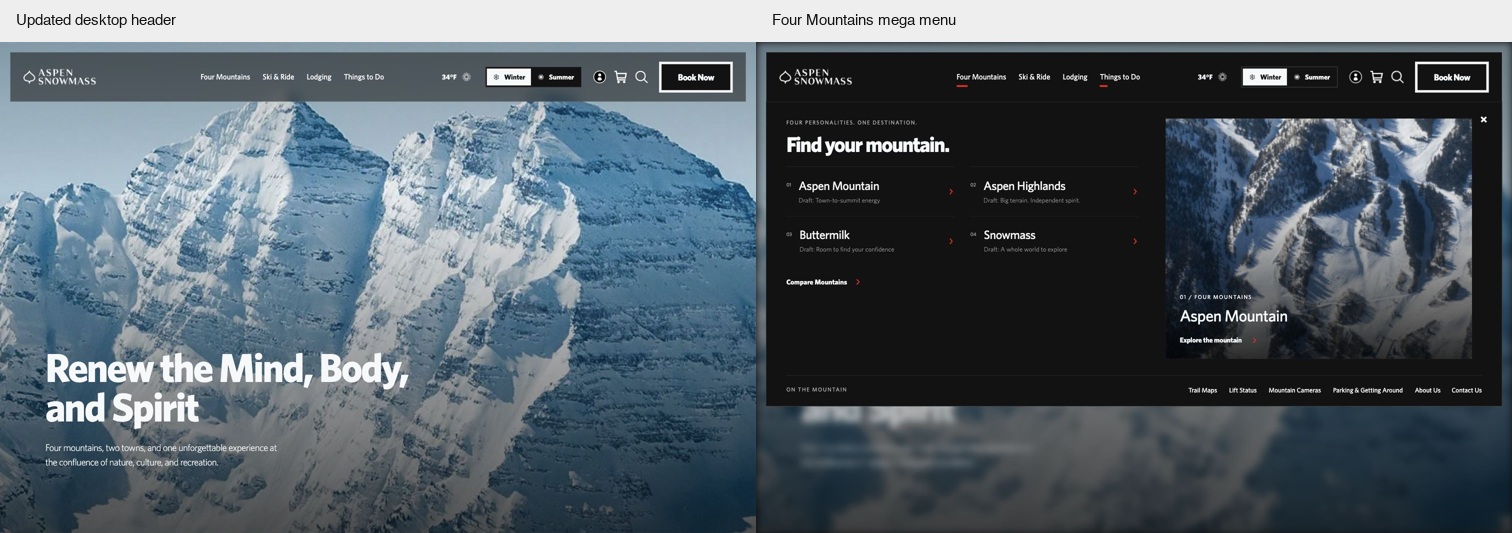 Updated desktop header
ASPEN
SNOWMASS
Four Mountains Ski & Ride Lodging Things to Do
34°F Winter Summer
Book Now
Renew the Mind, Body,
and Spirit
Four mountains, two towns, and one unforgettable experience at
the confluence of nature, culture, and recreation.
Four Mountains mega menu
ASPEN
SNOWMASS
Four Mountains Ski & Ride Lodging Things to Do
34°F Winter Summer
Book Now
FOUR PERSONALITIES. ONE DESTINATION.
Find your mountain.
01 Aspen Mountain
Draft: Town-to-summit energy
02 Aspen Highlands
Draft: Big terrain. Independent spirit.
03 Buttermilk
Draft: Room to find your confidence
04 Snowmass
Draft: A whole world to explore
Compare Mountains
01 / FOUR MOUNTAINS
Aspen Mountain
Explore the mountain
ON THE MOUNTAIN
Trail Maps Lift Status Mountain Cameras Parking & Getting Around About Us Contact Us
and Spirit